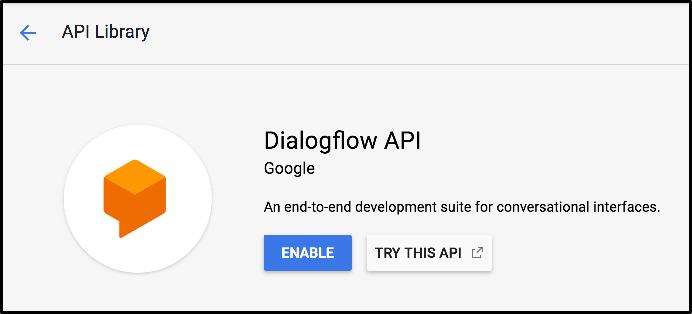 API Library
Dialogflow API
Google
An end-to-end development suite for conversational interfaces.
ENABLE
TRY THIS API